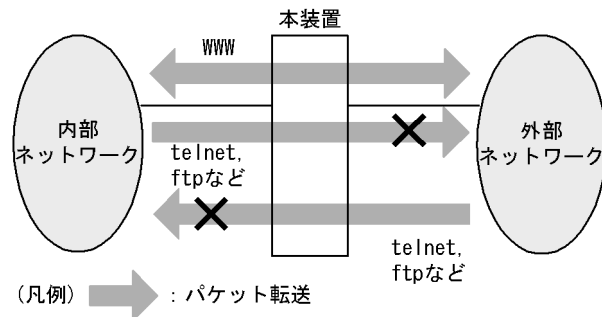 本装置
WWW
内部
ネットワーク
外部
ネットワーク
telnet,
ftpなど
telnet,
ftpなど
(凡例)
：パケット転送